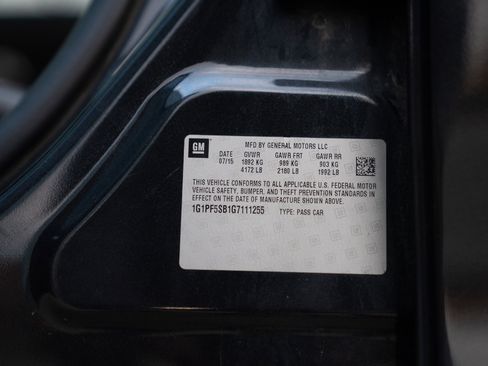 GM
MFD BY GENERAL MOTORS LLC
DATE GVWR GAWR FRT GAWR RR
07/15 1892 KG 989 KG 903 KG
4172 LB 2180 LB 1992 LB
THIS VEHICLE CONFORMS TO ALL APPLICABLE U.S. FEDERAL MOTOR
VEHICLE SAFETY, BUMPER, AND THEFT PREVENTION STANDARDS IN
EFFECT ON THE DATE OF MANUFACTURE SHOWN ABOVE.
1G1PF5SB1G7111255 TYPE: PASS CAR